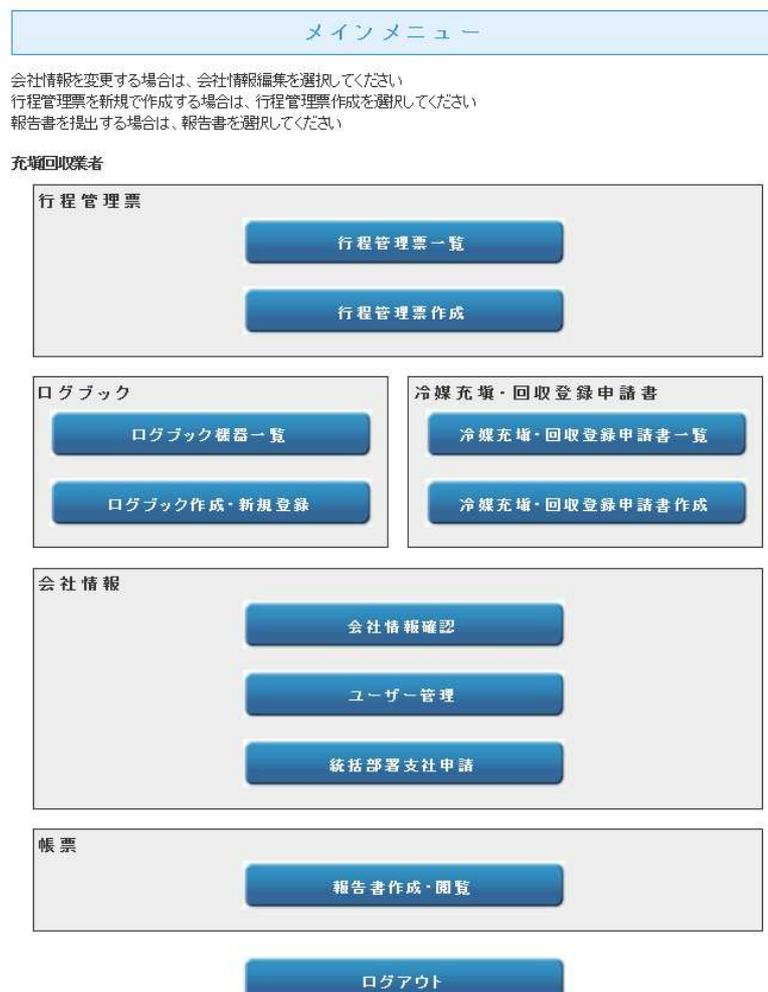 メインメニュー
会社情報を変更する場合は、会社情報編集を選択してください
行程管理票を新規で作成する場合は、行程管理票作成を選択してください
報告書を提出する場合は、報告書を選択してください
充塡回収業者
行程管理票
行程管理票一覧
行程管理票作成
ログブック
ログブック機器一覧
ログブック作成・新規登録
冷媒充塡・回収登録申請書
冷媒充塡・回収登録申請書一覧
冷媒充塡・回収登録申請書作成
会社情報
会社情報確認
ユーザー管理
統括部署支社申請
帳票
報告書作成・閲覧
ログアウト